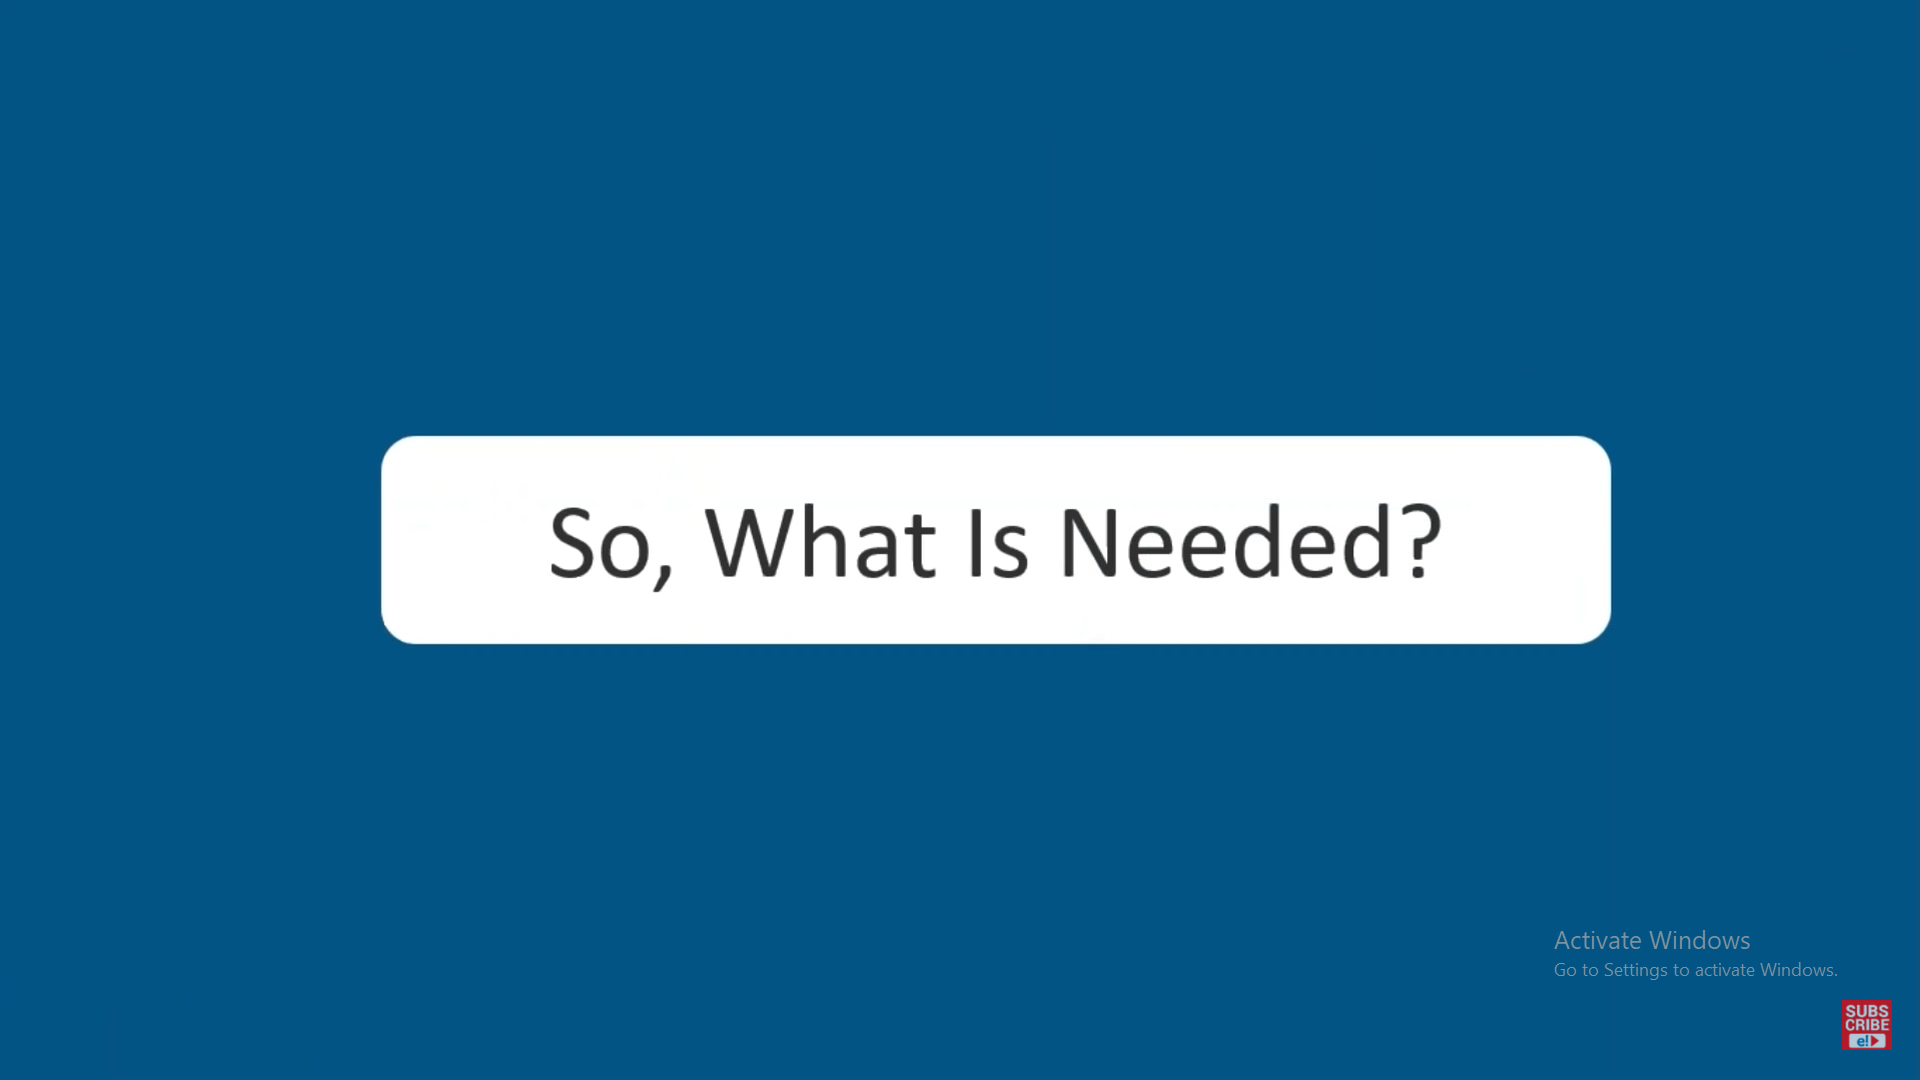 So, What Is Needed?
Activate Windows
Go to Settings to activate Windows.
SUBS
CRIBE
e!